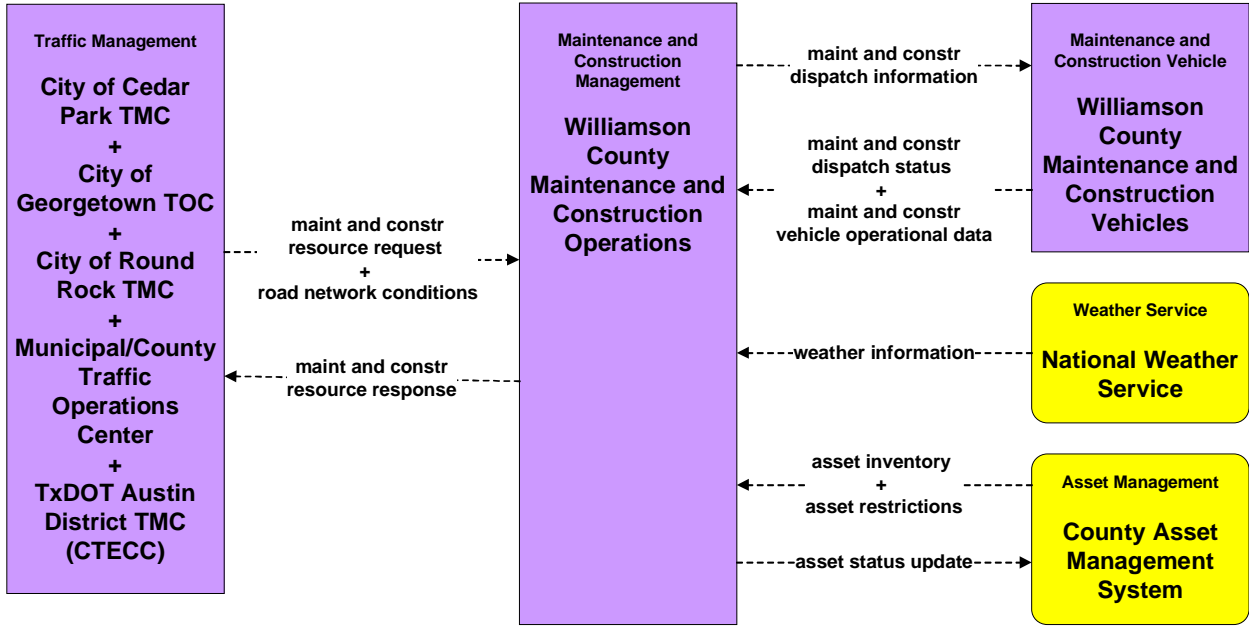 Traffic Management
City of Cedar
Park TMC
+
City of
Georgetown TOC
+
City of Round
Rock TMC
+
Municipal/County
Traffic
Operations
Center
+
TxDOT Austin
District TMC
(CTECC)
maint and constr
resource request
+
road network conditions
maint and constr
resource response
Maintenance and
Construction
Management
Williamson
County
Maintenance and
Construction
Operations
maint and constr
dispatch information
maint and constr
dispatch status
+
maint and constr
vehicle operational data
weather information
asset inventory
+
asset restrictions
asset status update
Maintenance and
Construction Vehicle
Williamson
County
Maintenance and
Construction
Vehicles
Weather Service
National Weather
Service
Asset Management
County Asset
Management
System